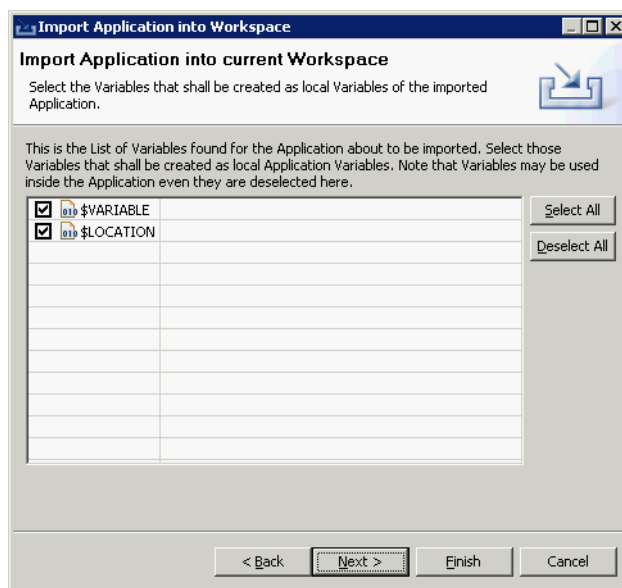 Import Application into Workspace
Import Application into current Workspace
Select the Variables that shall be created as local Variables of the imported
Application.
This is the List of Variables found for the Application about to be imported. Select those
Variables that shall be created as local Application Variables. Note that Variables may be used
inside the Application even they are deselected here.
$VARIABLE
$LOCATION
Select All
Deselect All
< Back
Next >
Finish
Cancel